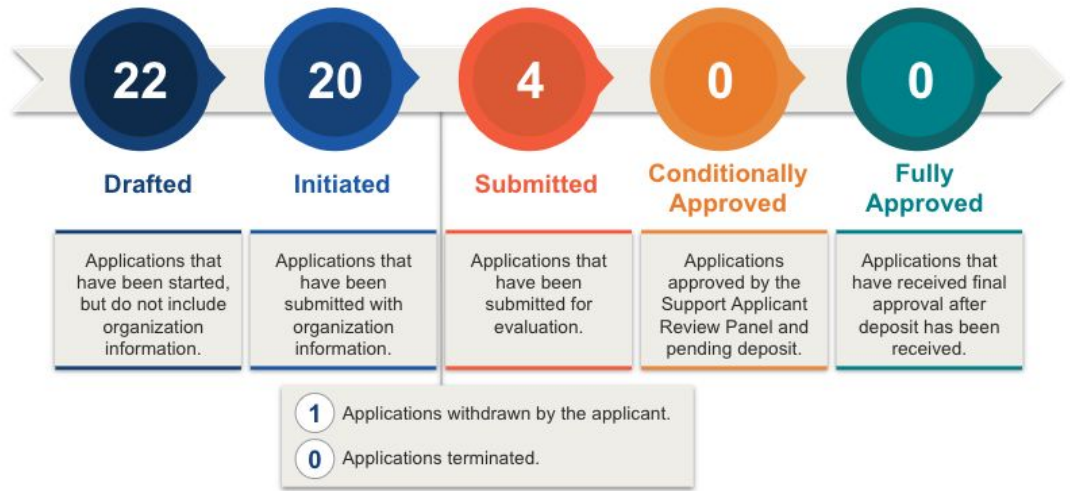 22
20
4
0
0
Drafted
Initiated
Submitted
Conditionally
Approved
Fully
Approved
Applications that
have been started,
but do not include
organization
information.
Applications that
have been
submitted with
organization
information.
Applications that
have been
submitted for
evaluation.
Applications
approved by the
Support Applicant
Review Panel and
pending deposit.
Applications that
have received final
approval after
deposit has been
received.
1 Applications withdrawn by the applicant.
0 Applications terminated.